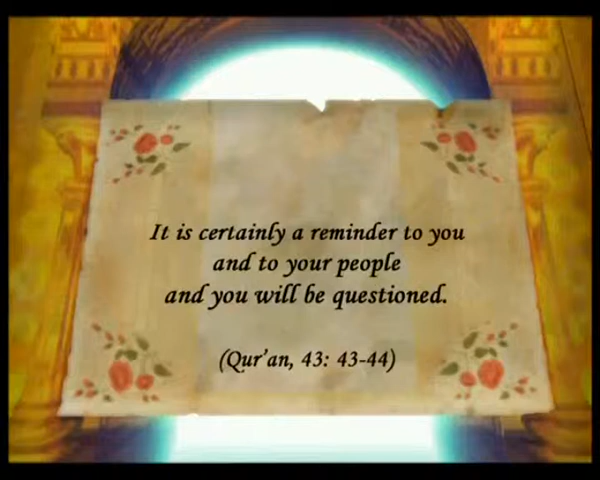 It is certainly a reminder to you
and to your people
and you will be questioned.
(Qur'an, 43: 43-44)